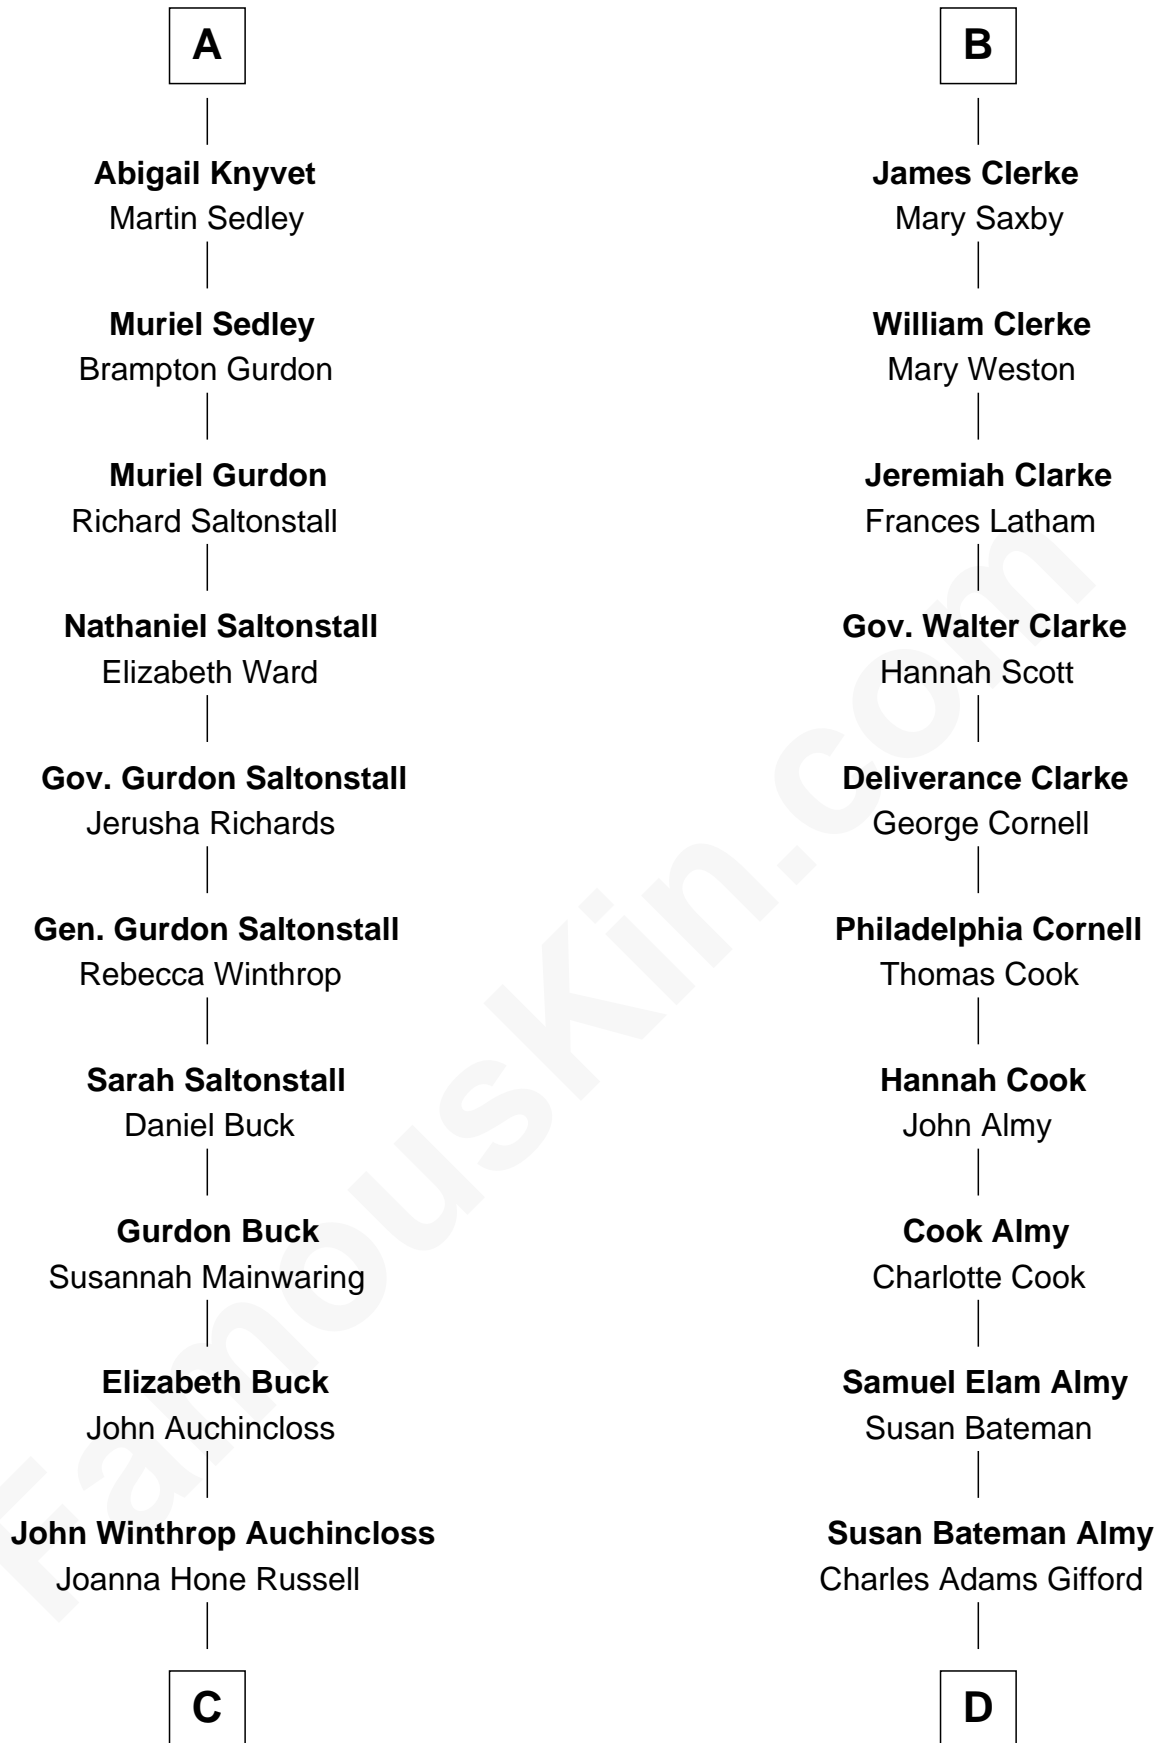 A
Abigail Knyvet
Martin Sedley
Muriel Sedley
Brampton Gurdon
Muriel Gurdon
Richard Saltonstall
Nathaniel Saltonstall
Elizabeth Ward
Gov. Gurdon Saltonstall
Jerusha Richards
Gen. Gurdon Saltonstall
Rebecca Winthrop
Sarah Saltonstall
Daniel Buck
Gurdon Buck
Susannah Mainwaring
Elizabeth Buck
John Auchincloss
John Winthrop Auchincloss
Joanna Hone Russell
C
B
James Clerke
Mary Saxby
William Clerke
Mary Weston
Jeremiah Clarke
Frances Latham
Gov. Walter Clarke
Hannah Scott
Deliverance Clarke
George Cornell
Philadelphia Cornell
Thomas Cook
Hannah Cook
John Almy
Cook Almy
Charlotte Cook
Samuel Elam Almy
Susan Bateman
Susan Bateman Almy
Charles Adams Gifford
D
FamousKin.com